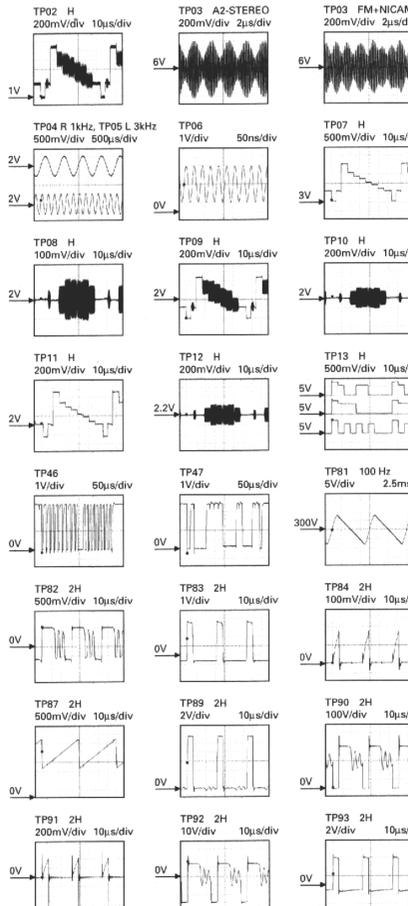 TP02 H
200mV/div 10µs/div
1V
TP03 A2-STEREO
200mV/div 2µs/div
6V
TP03 FM+NICAM
200mV/div 2µs/d
6V
TP04 R 1kHz, TP05 L 3kHz
500mV/div 500µs/div
2V
2V
TP06
1V/div 50ns/div
0V
TP07 H
500mV/div 10µs/
3V
TP08 H
100mV/div 10µs/div
2V
TP09 H
200mV/div 10µs/div
2V
TP10 H
200mV/div 10µs/
2V
TP11 H
200mV/div 10µs/div
2V
TP12 H
200mV/div 10µs/div
2.2V
TP13 H
500mV/div 10µs/
5V
5V
5V
TP46
1V/div 50µs/div
0V
TP47
1V/div 50µs/div
0V
TP81 100 Hz
5V/div 2.5ms
300V
TP82 2H
500mV/div 10µs/div
0V
TP83 2H
1V/div 10µs/div
0V
TP84 2H
100mV/div 10µs/
0V
TP87 2H
500mV/div 10µs/div
0V
TP89 2H
2V/div 10µs/div
0V
TP90 2H
100V/div 10µs/
0V
TP91 2H
200mV/div 10µs/div
0V
TP92 2H
10V/div 10µs/div
0V
TP93 2H
2V/div 10µs/
0V